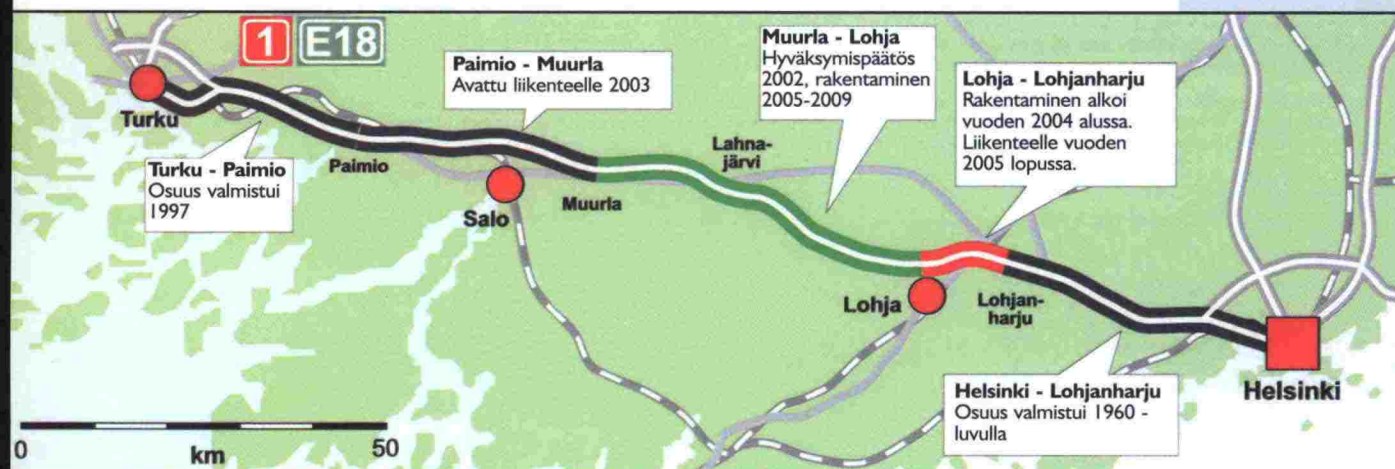 1 E18
Paimio - Muurla
Avattu liikenteelle 2003
Muurla - Lohja
Hyväksymispäätös
2002, rakentaminen
2005-2009
Lohja - Lohjanharju
Rakentaminen alkoi
vuoden 2004 alussa.
Liikenteelle vuoden
2005 lopussa.
Turku
Turku - Paimio
Osuus valmistui
1997
Paimio
Salo
Muurla
Lahna-
järvi
Lohja
Lohjan-
harju
Helsinki
Helsinki - Lohjanharju
Osuus valmistui 1960 -
luvulla
0 km 50